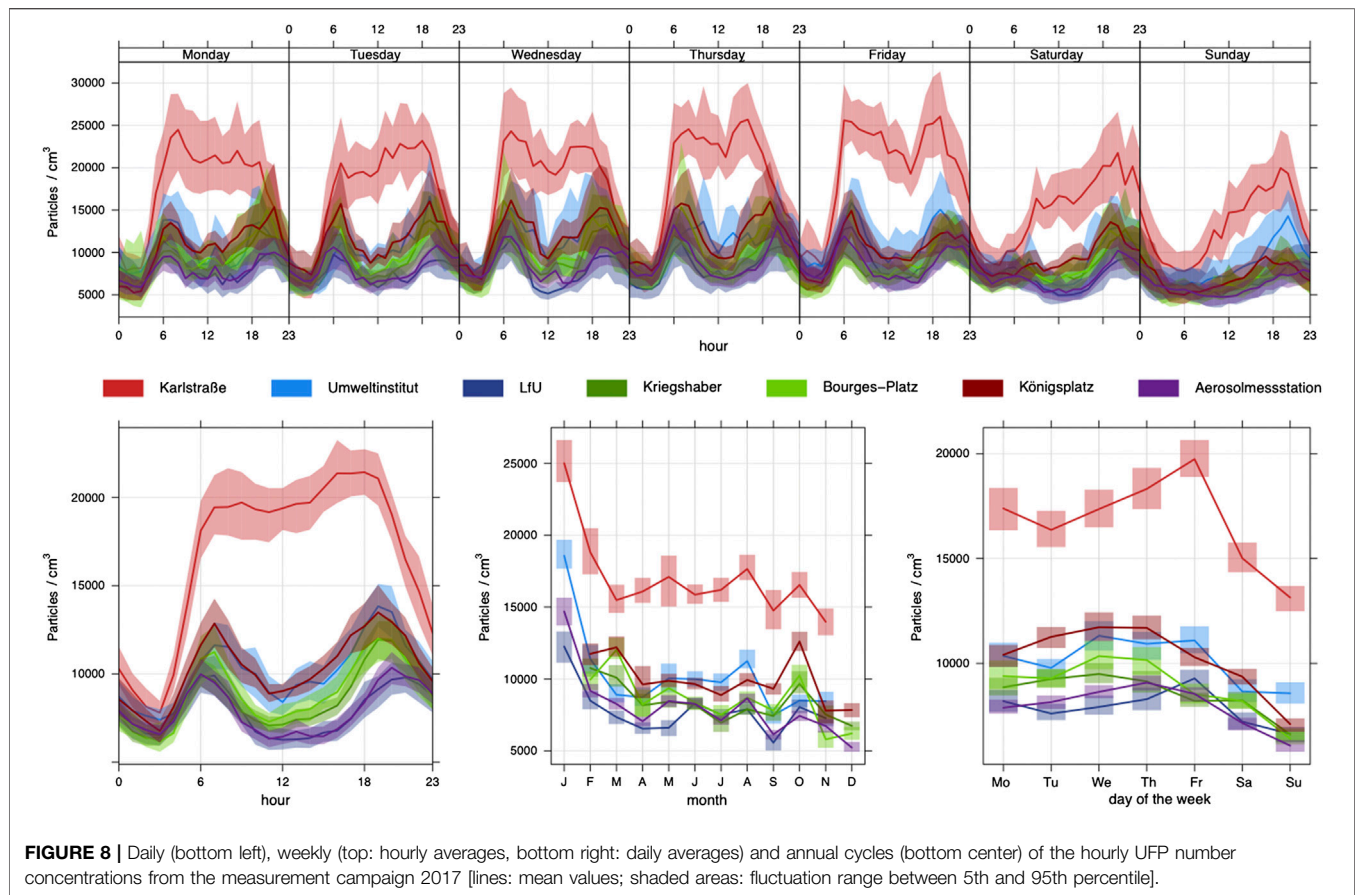 0 6 12 18 23 0 6 12 18 23 0 6 12 18 23
Monday Tuesday Wednesday Thursday Friday Saturday Sunday
30000
25000
20000
15000
10000
5000
Particles / cm³
0 6 12 18 23 0 6 12 18 23 0 6 12 18 23 0 6 12 18 23
hour
Karlstraße Umweltinstitut LfU Kriegshaber Bourges-Platz Königsplatz Aerosolmessstation
20000
15000
10000
Particles / cm³
0 6 12 18 23
hour
25000
20000
15000
10000
5000
Particles / cm³
J F M A M J J A S O N D
month
20000
15000
10000
Particles / cm³
Mo Tu We Th Fr Sa Su
day of the week
FIGURE 8 | Daily (bottom left), weekly (top: hourly averages, bottom right: daily averages) and annual cycles (bottom center) of the hourly UFP number
concentrations from the measurement campaign 2017 [lines: mean values; shaded areas: fluctuation range between 5th and 95th percentile].